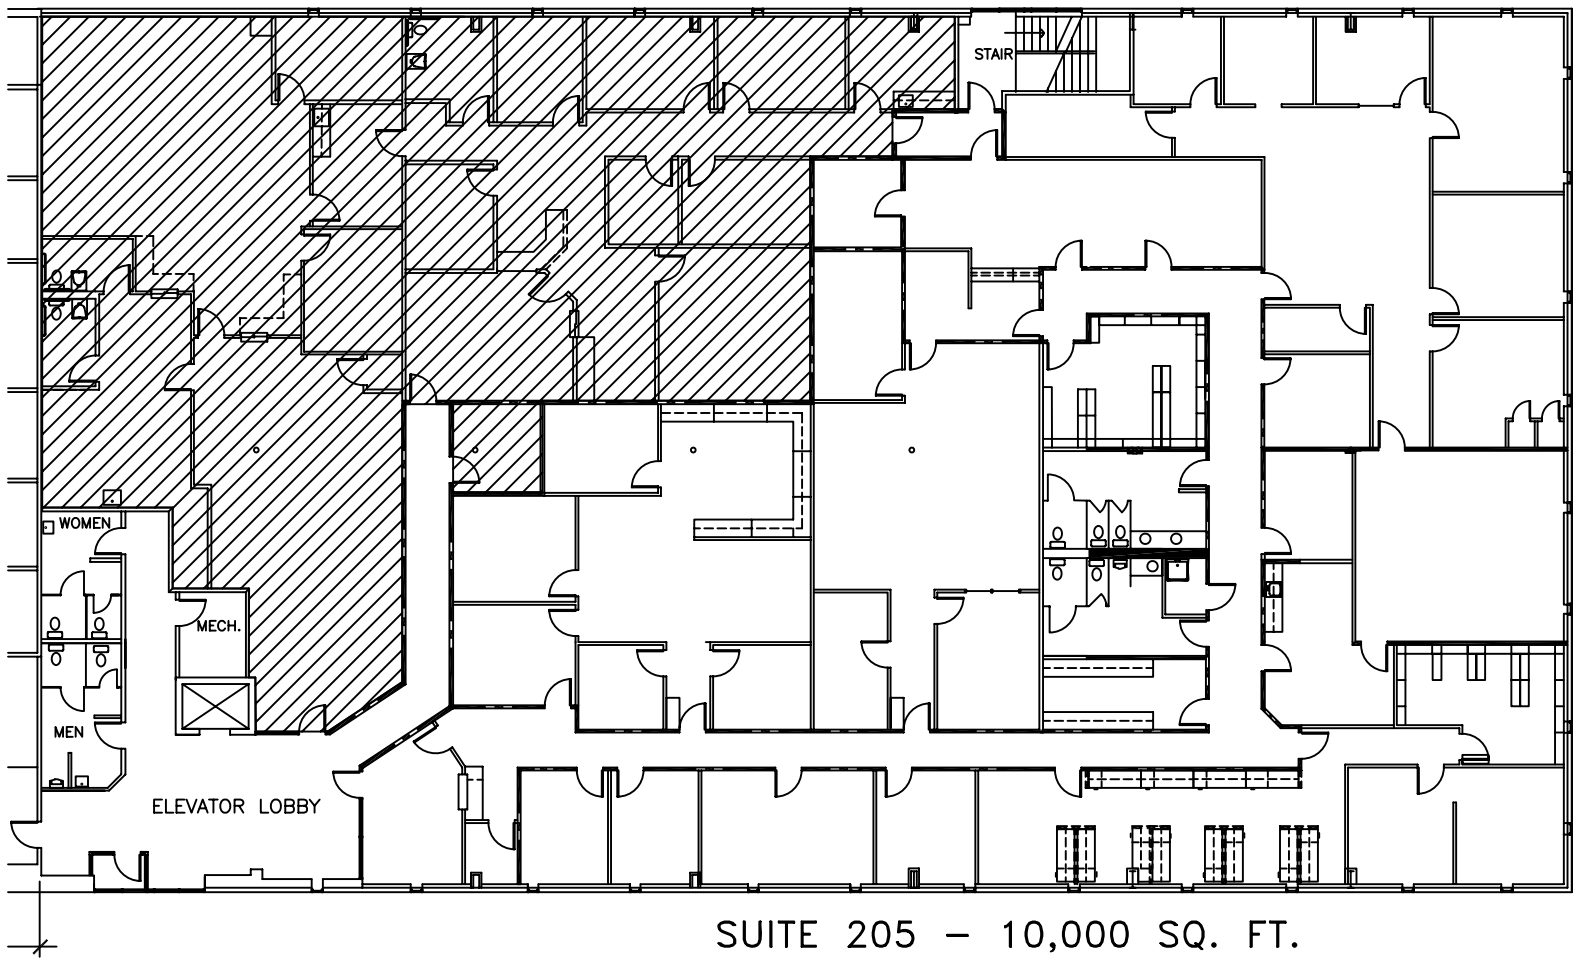 STAIR
WOMEN
MECH.
MEN
ELEVATOR LOBBY
SUITE 205 – 10,000 SQ. FT.